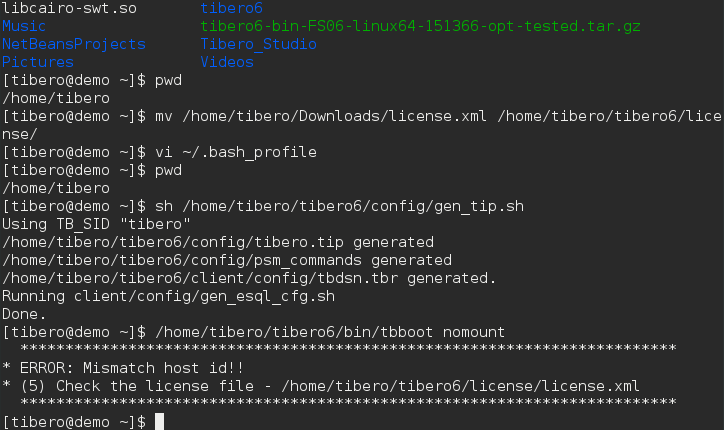 libcairo-swt.so       tibero6
Music                 tibero6-bin-FS06-linux64-151366-opt-tested.tar.gz
NetBeansProjects      Tibero_Studio
Pictures              Videos
[tibero@demo ~]$ pwd
/home/tibero
[tibero@demo ~]$ mv /home/tibero/Downloads/license.xml /home/tibero/tibero6/lice
nse/
[tibero@demo ~]$ vi ~/.bash_profile
[tibero@demo ~]$ pwd
/home/tibero
[tibero@demo ~]$ sh /home/tibero/tibero6/config/gen_tip.sh
Using TB_SID "tibero"
/home/tibero/tibero6/config/tibero.tip generated
/home/tibero/tibero6/config/psm_commands generated
/home/tibero/tibero6/client/config/tbdsn.tbr generated.
Running client/config/gen_esql_cfg.sh
Done.
[tibero@demo ~]$ /home/tibero/tibero6/bin/tbboot nomount
  *************************************************************************
* ERROR: Mismatch host id!!
* (5) Check the license file - /home/tibero/tibero6/license/license.xml
  *************************************************************************
[tibero@demo ~]$